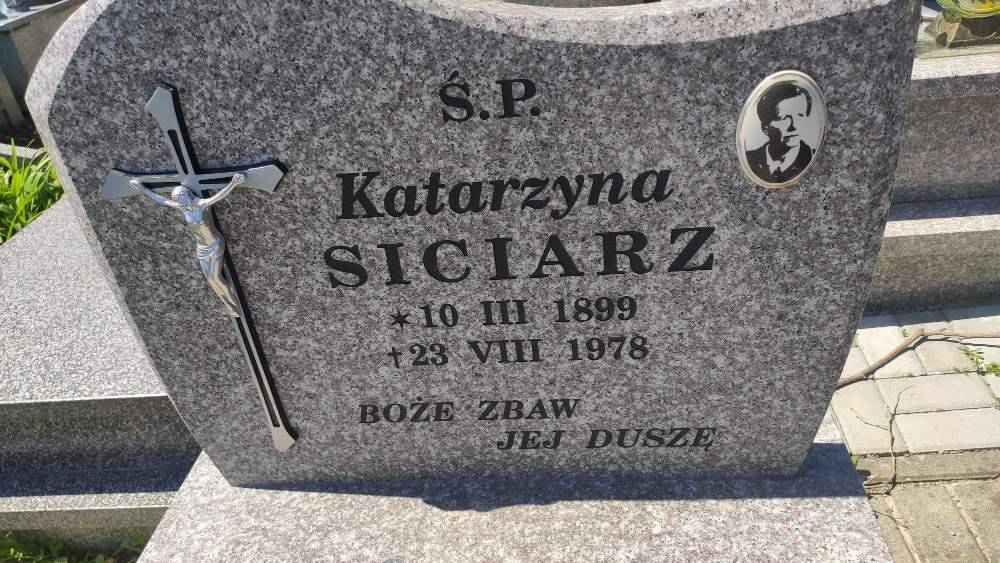 Ś.P.
Katarzyna
SICIARZ
✶10 III 1899
✝23 VIII 1978
BOŻE ZBAW
JEJ DUSZĘ